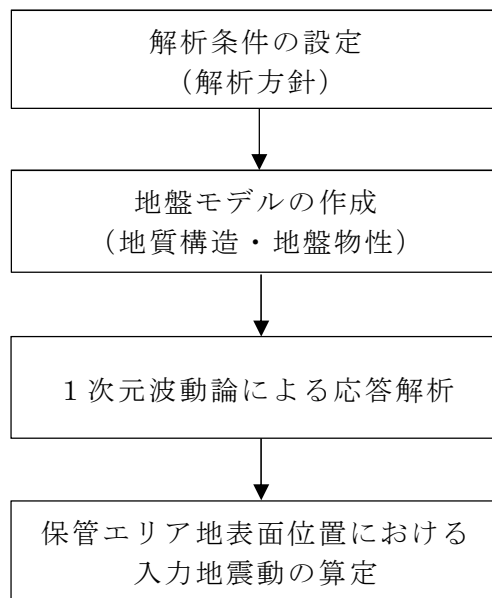 解析条件の設定
（解析方針）
地盤モデルの作成
（地質構造・地盤物性）
１次元波動論による応答解析
保管エリア地表面位置における
入力地震動の算定